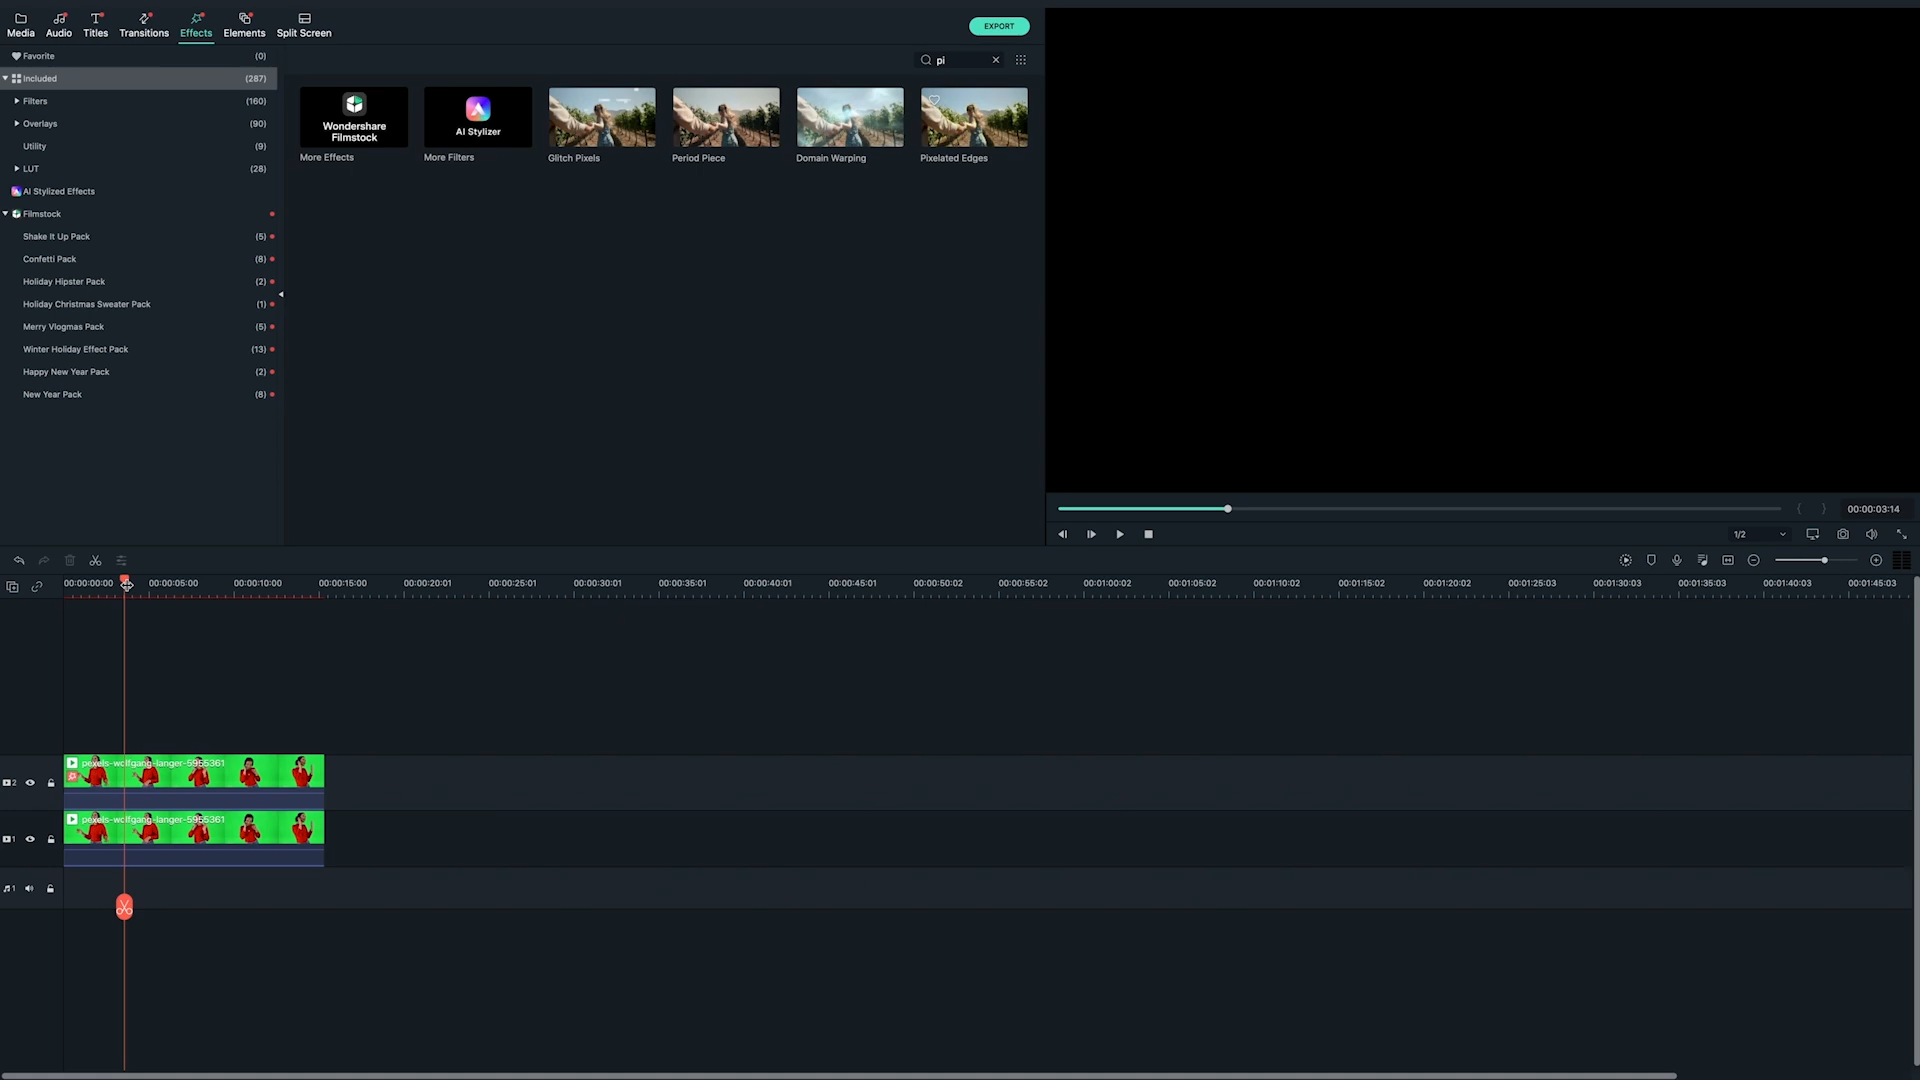 Media
Audio
Titles
Transitions
Effects
Elements
Split Screen
EXPORT
Favorite (0)
Included (287)
Filters (160)
Overlays (90)
Utility (9)
LUT (28)
AI Stylized Effects
Filmstock
Shake It Up Pack (5)
Confetti Pack (8)
Holiday Hipster Pack (2)
Holiday Christmas Sweater Pack (1)
Merry Vlogmas Pack (5)
Winter Holiday Effect Pack (13)
Happy New Year Pack (2)
New Year Pack (8)
pi
Wondershare
Filmstock
More Effects
AI Stylizer
More Filters
Glitch Pixels
Period Piece
Domain Warping
Pixelated Edges
{ } 00:00:03:14
1/2
00:00:00:00 00:00:05:00 00:00:10:00 00:00:15:00 00:00:20:01 00:00:25:01 00:00:30:01 00:00:35:01 00:00:40:01 00:00:45:01 00:00:50:02 00:00:55:02 00:01:00:02 00:01:05:02 00:01:10:02 00:01:15:02 00:01:20:02 00:01:25:03 00:01:30:03 00:01:35:03 00:01:40:03 00:01:45:03
pexels-wolfgang-langer-5955361
2
pexels-wolfgang-langer-5955361
1
1